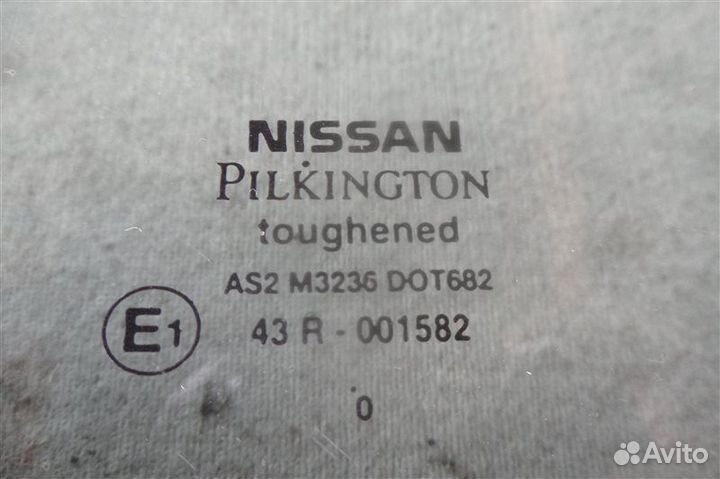 NISSAN
PILKINGTON
toughened
AS2 M3236 DOT682
E1 43 R - 001582
0
Avito